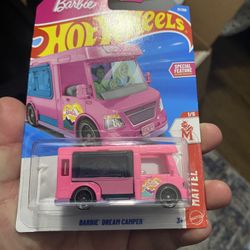 Barbie
Hot Wheels
SPECIAL
FEATURE
1/5
MATTEL
BARBIE DREAM CAMPER
3+